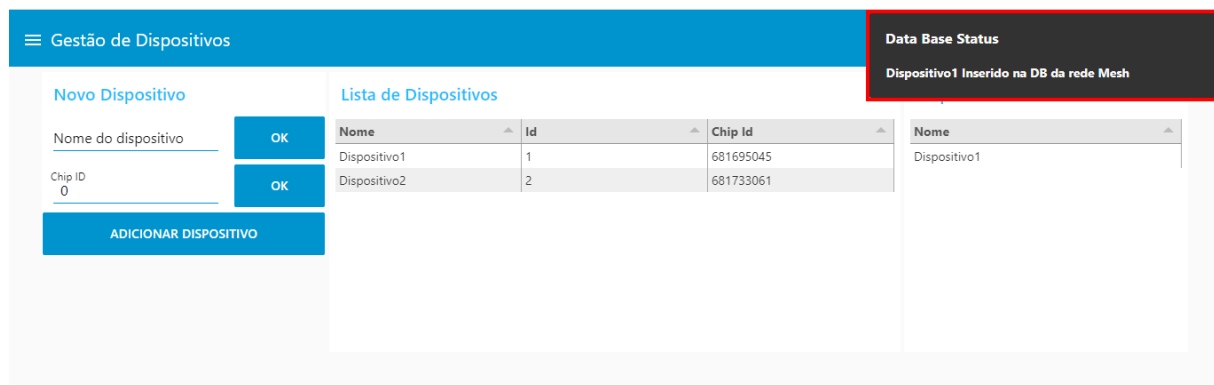 Gestão de Dispositivos
Data Base Status
Dispositivo1 Inserido na DB da rede Mesh
Novo Dispositivo
Nome do dispositivo
OK
Chip ID
0
OK
ADICIONAR DISPOSITIVO
Lista de Dispositivos
Nome Id Chip Id
Dispositivo1 1 681695045
Dispositivo2 2 681733061
Nome
Dispositivo1